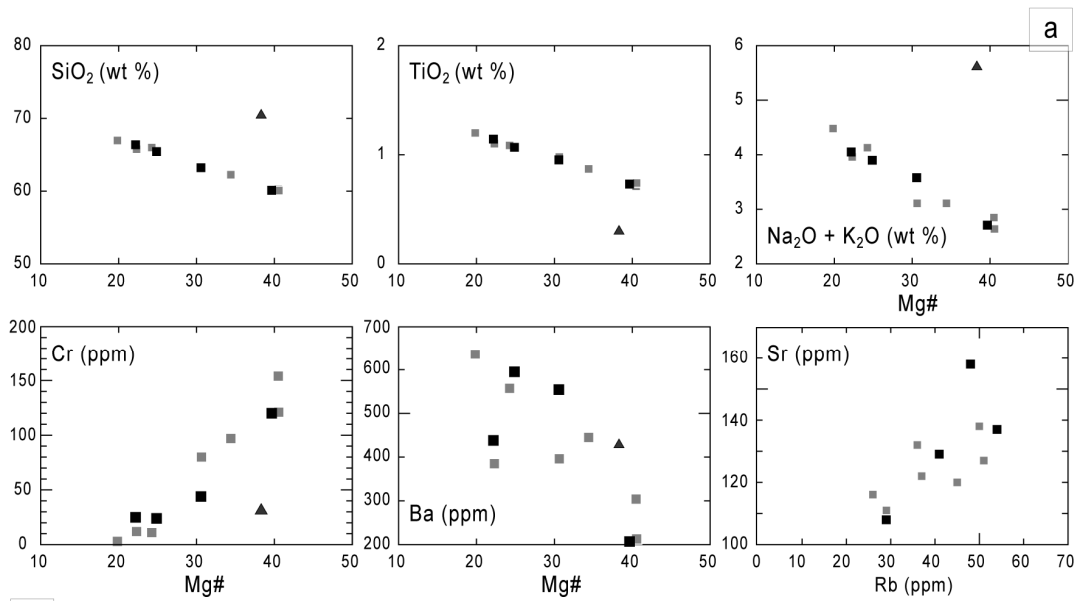 a
80
70
60
50
SiO₂ (wt %)
10 20 30 40 50
2
1
0
TiO₂ (wt %)
10 20 30 40 50
6
5
4
3
2
Na₂O + K₂O (wt %)
10 20 30 40 50
Mg#
200
150
100
50
0
Cr (ppm)
10 20 30 40 50
Mg#
700
600
500
400
300
200
Ba (ppm)
10 20 30 40 50
Mg#
160
140
120
100
Sr (ppm)
0 10 20 30 40 50 60 70
Rb (ppm)